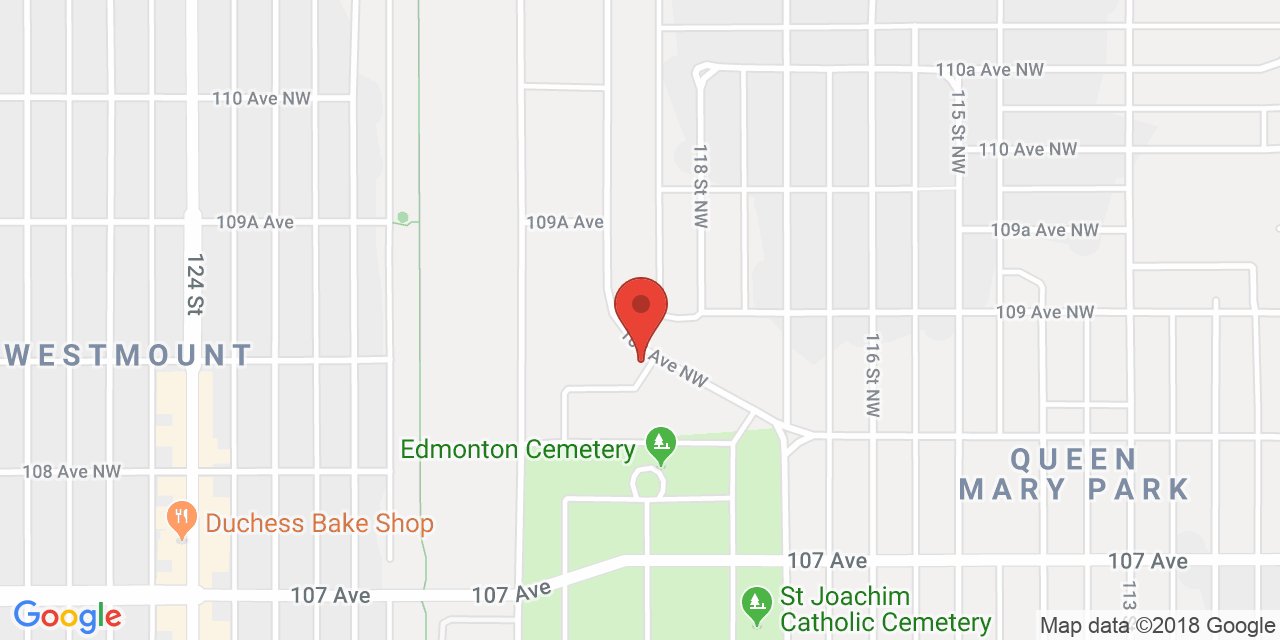 110a Ave NW
110 Ave NW
115 St NW
110 Ave NW
118 St NW
109A Ave
109A Ave
109a Ave NW
124 St
109 Ave NW
WESTMOUNT
Ave NW
116 St NW
Edmonton Cemetery
QUEEN
MARY PARK
108 Ave NW
Duchess Bake Shop
107 Ave
107 Ave
107 Ave
107 Ave
113
St Joachim
Catholic Cemetery
Google
Map data ©2018 Google